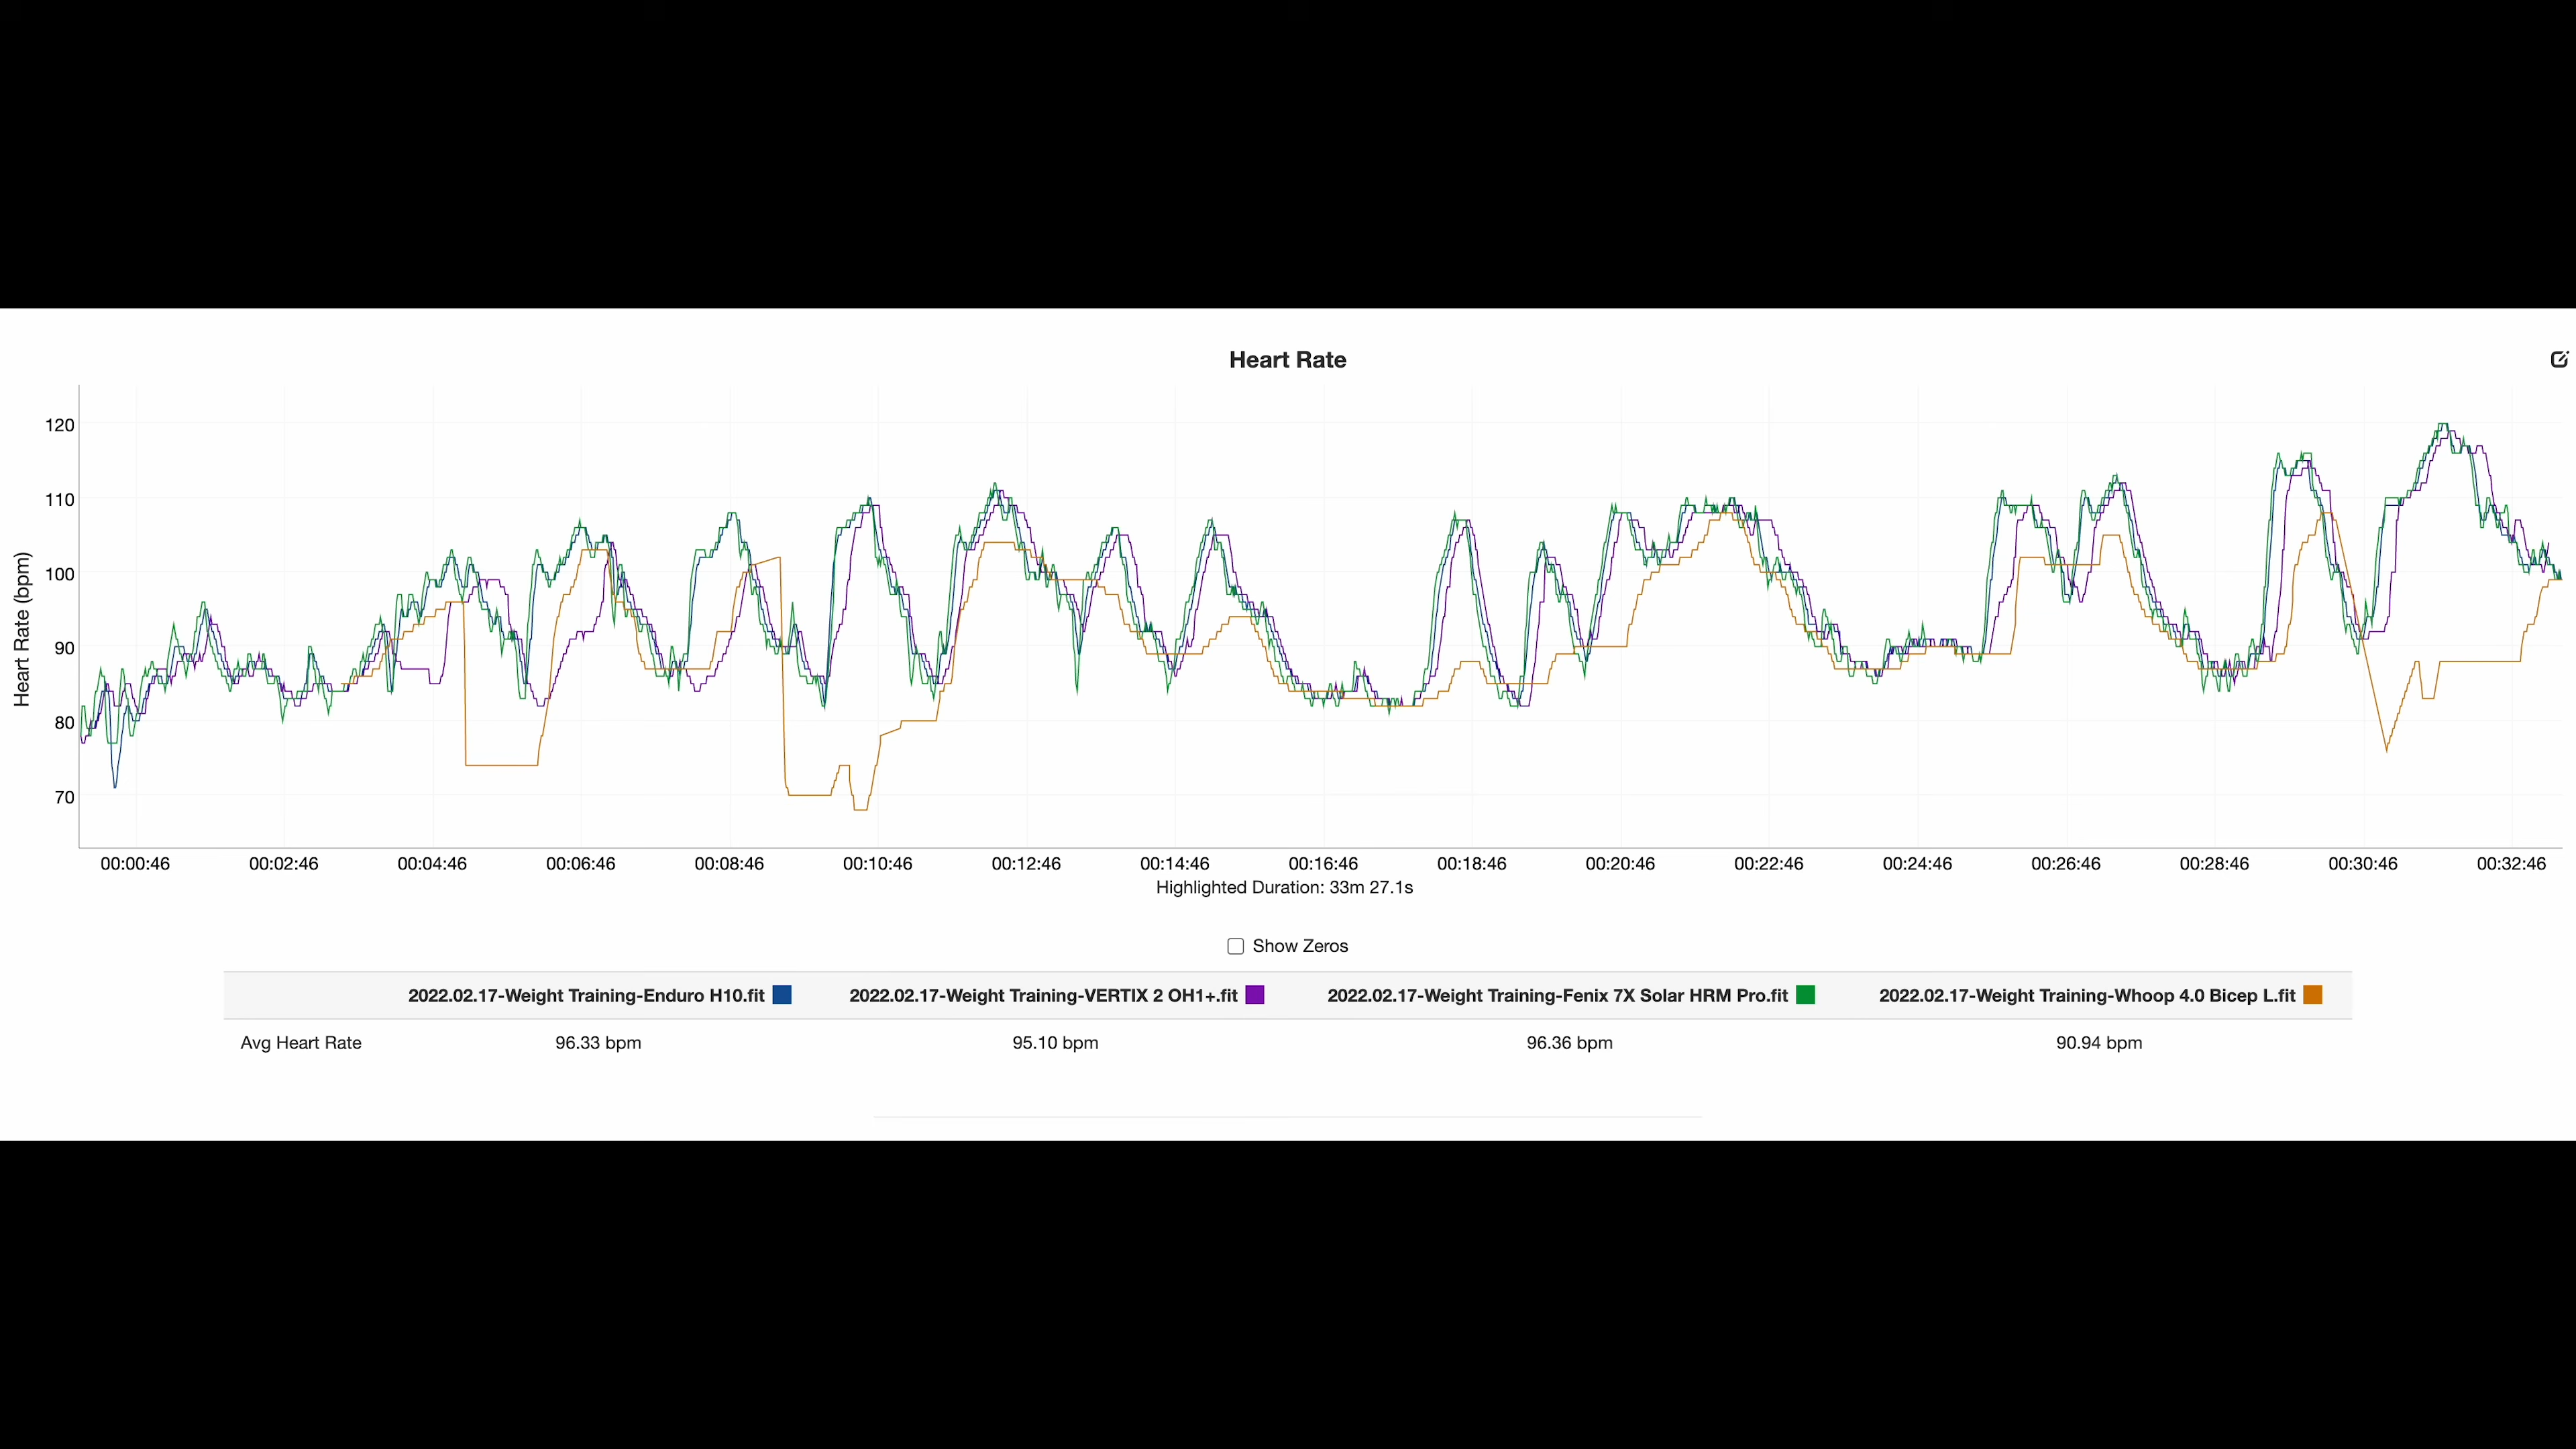 Heart Rate
120
110
100
90
80
70
Heart Rate (bpm)
00:00:46 00:02:46 00:04:46 00:06:46 00:08:46 00:10:46 00:12:46 00:14:46 00:16:46 00:18:46 00:20:46 00:22:46 00:24:46 00:26:46 00:28:46 00:30:46 00:32:46
Highlighted Duration: 33m 27.1s
Show Zeros
2022.02.17-Weight Training-Enduro H10.fit 2022.02.17-Weight Training-VERTIX 2 OH1+.fit 2022.02.17-Weight Training-Fenix 7X Solar HRM Pro.fit 2022.02.17-Weight Training-Whoop 4.0 Bicep L.fit
Avg Heart Rate 96.33 bpm 95.10 bpm 96.36 bpm 90.94 bpm